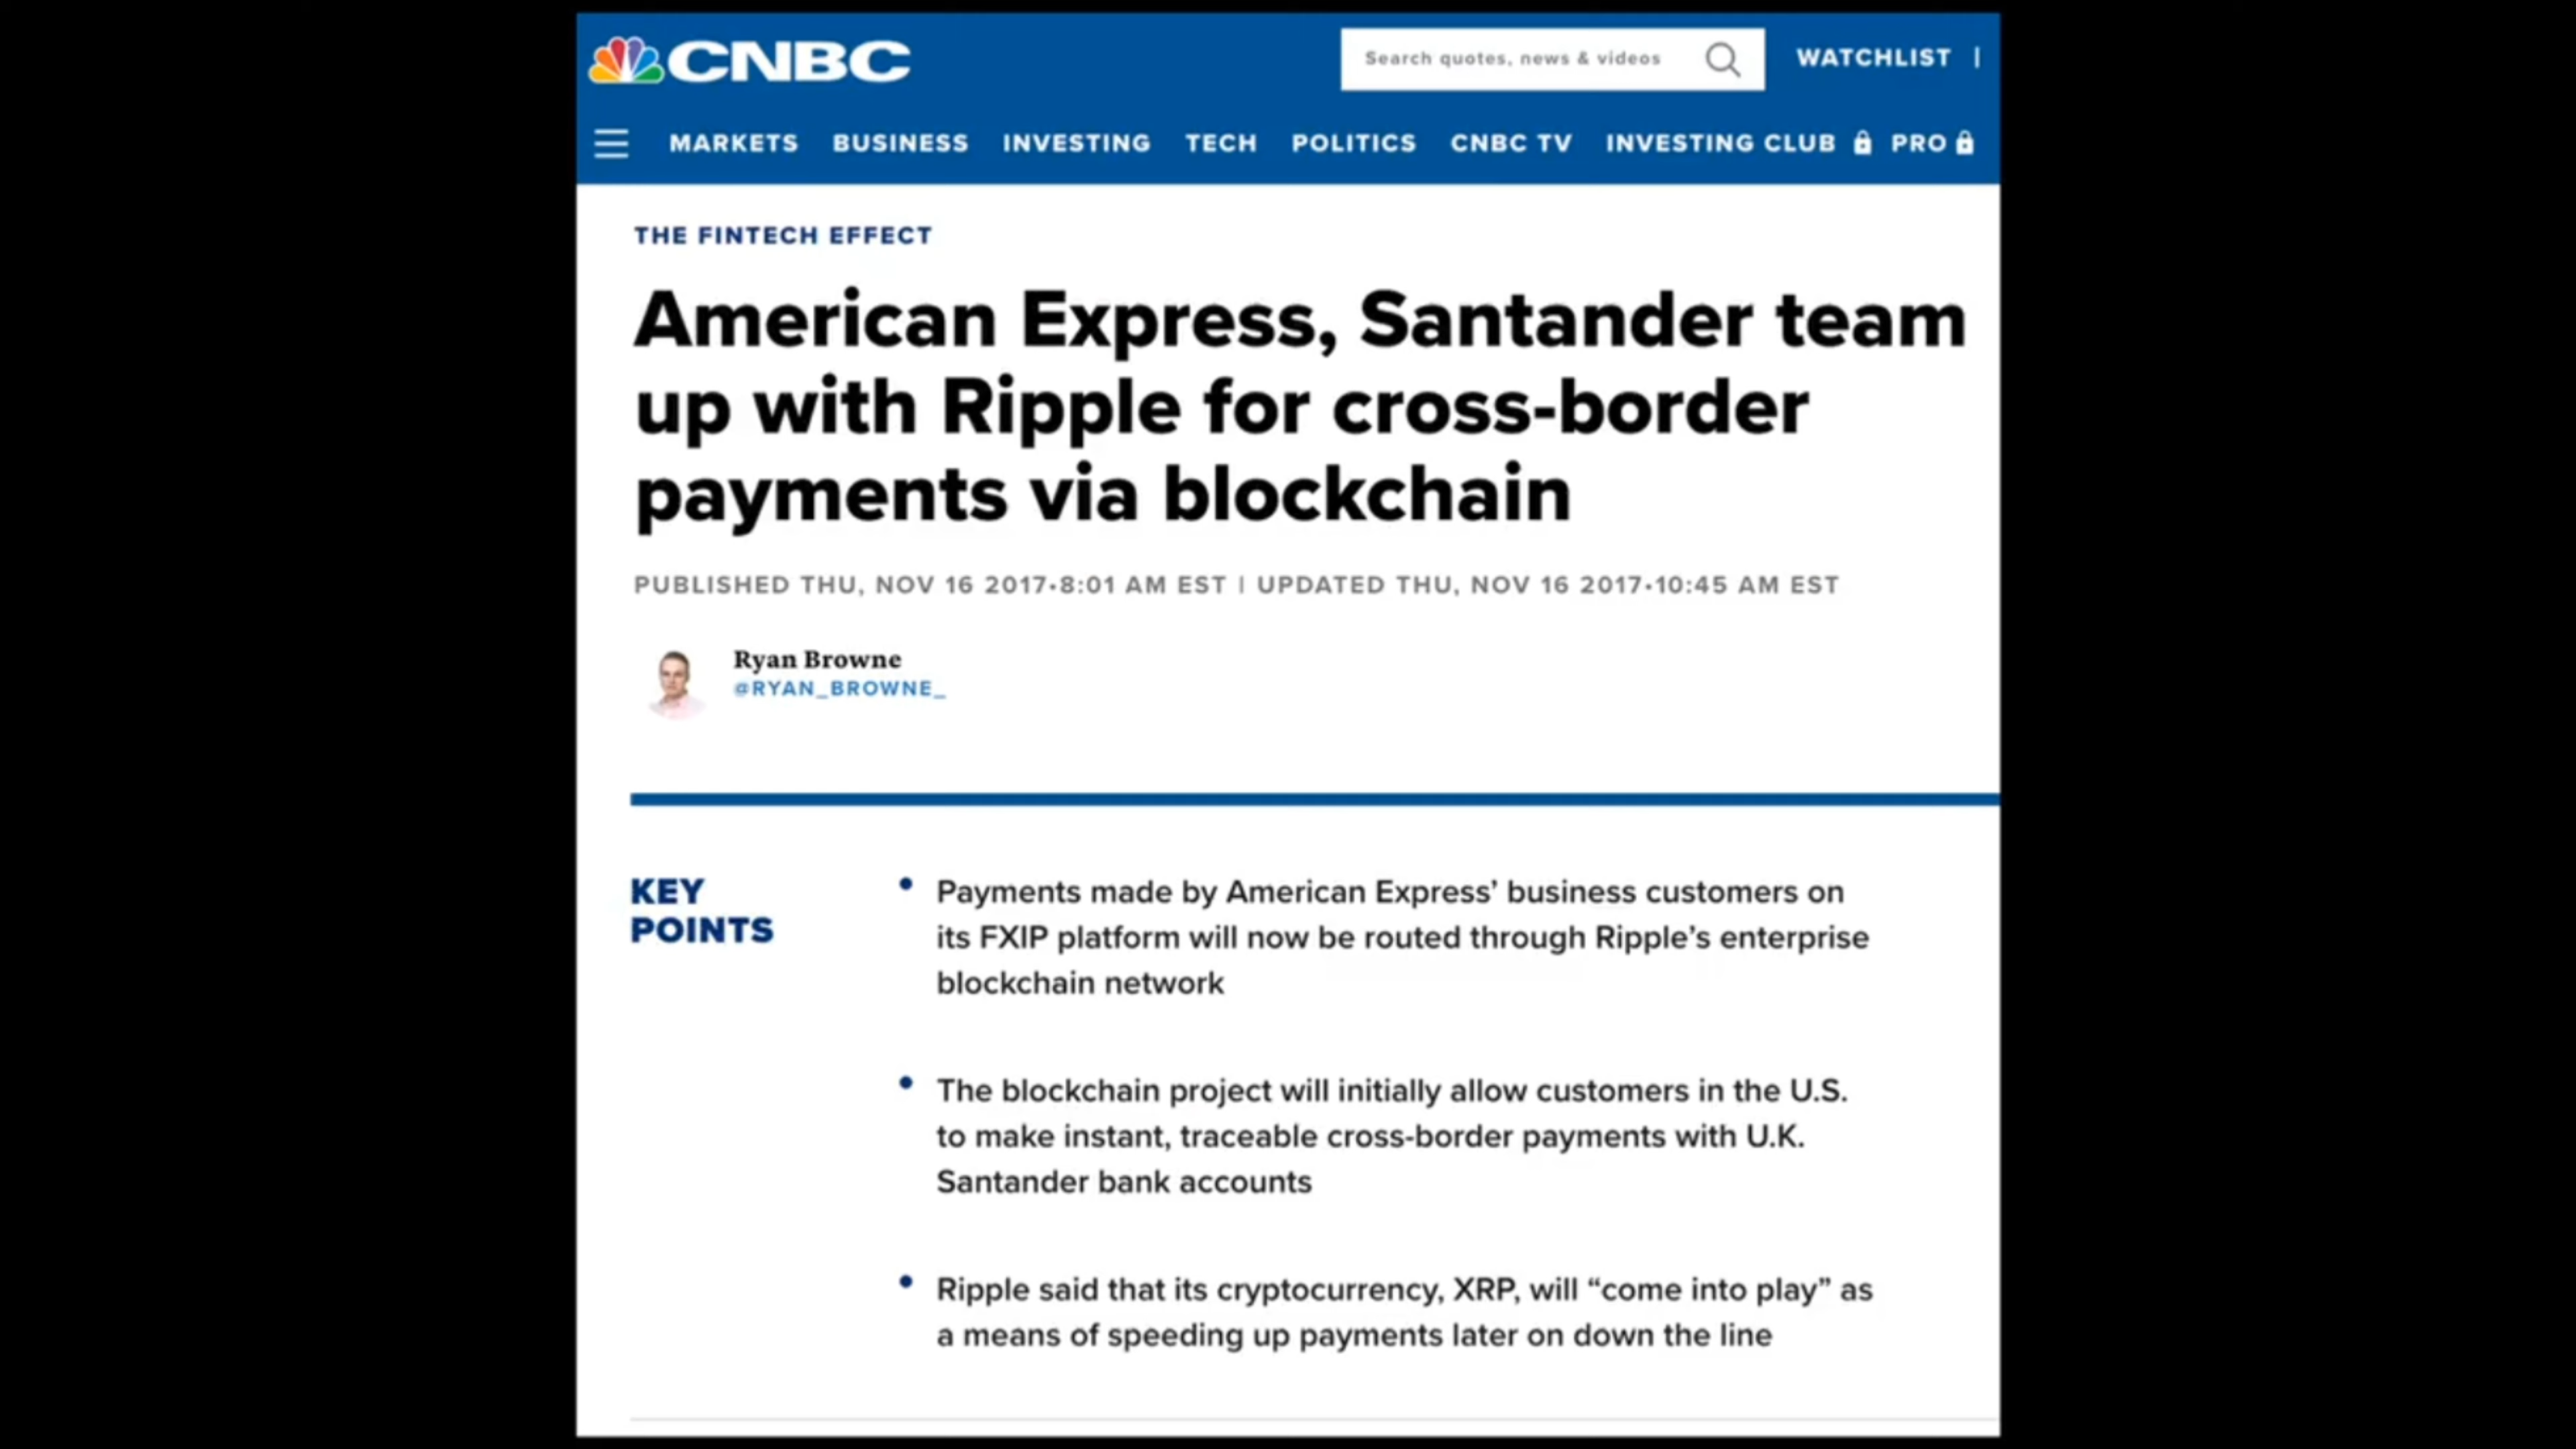 CNBC
Search quotes, news & videos
WATCHLIST |
MARKETS BUSINESS INVESTING TECH POLITICS CNBC TV INVESTING CLUB PRO
THE FINTECH EFFECT
American Express, Santander team
up with Ripple for cross-border
payments via blockchain
PUBLISHED THU, NOV 16 2017•8:01 AM EST | UPDATED THU, NOV 16 2017•10:45 AM EST
Ryan Browne
@RYAN_BROWNE_
KEY
POINTS
• Payments made by American Express’ business customers on
its FXIP platform will now be routed through Ripple’s enterprise
blockchain network
• The blockchain project will initially allow customers in the U.S.
to make instant, traceable cross-border payments with U.K.
Santander bank accounts
• Ripple said that its cryptocurrency, XRP, will “come into play” as
a means of speeding up payments later on down the line